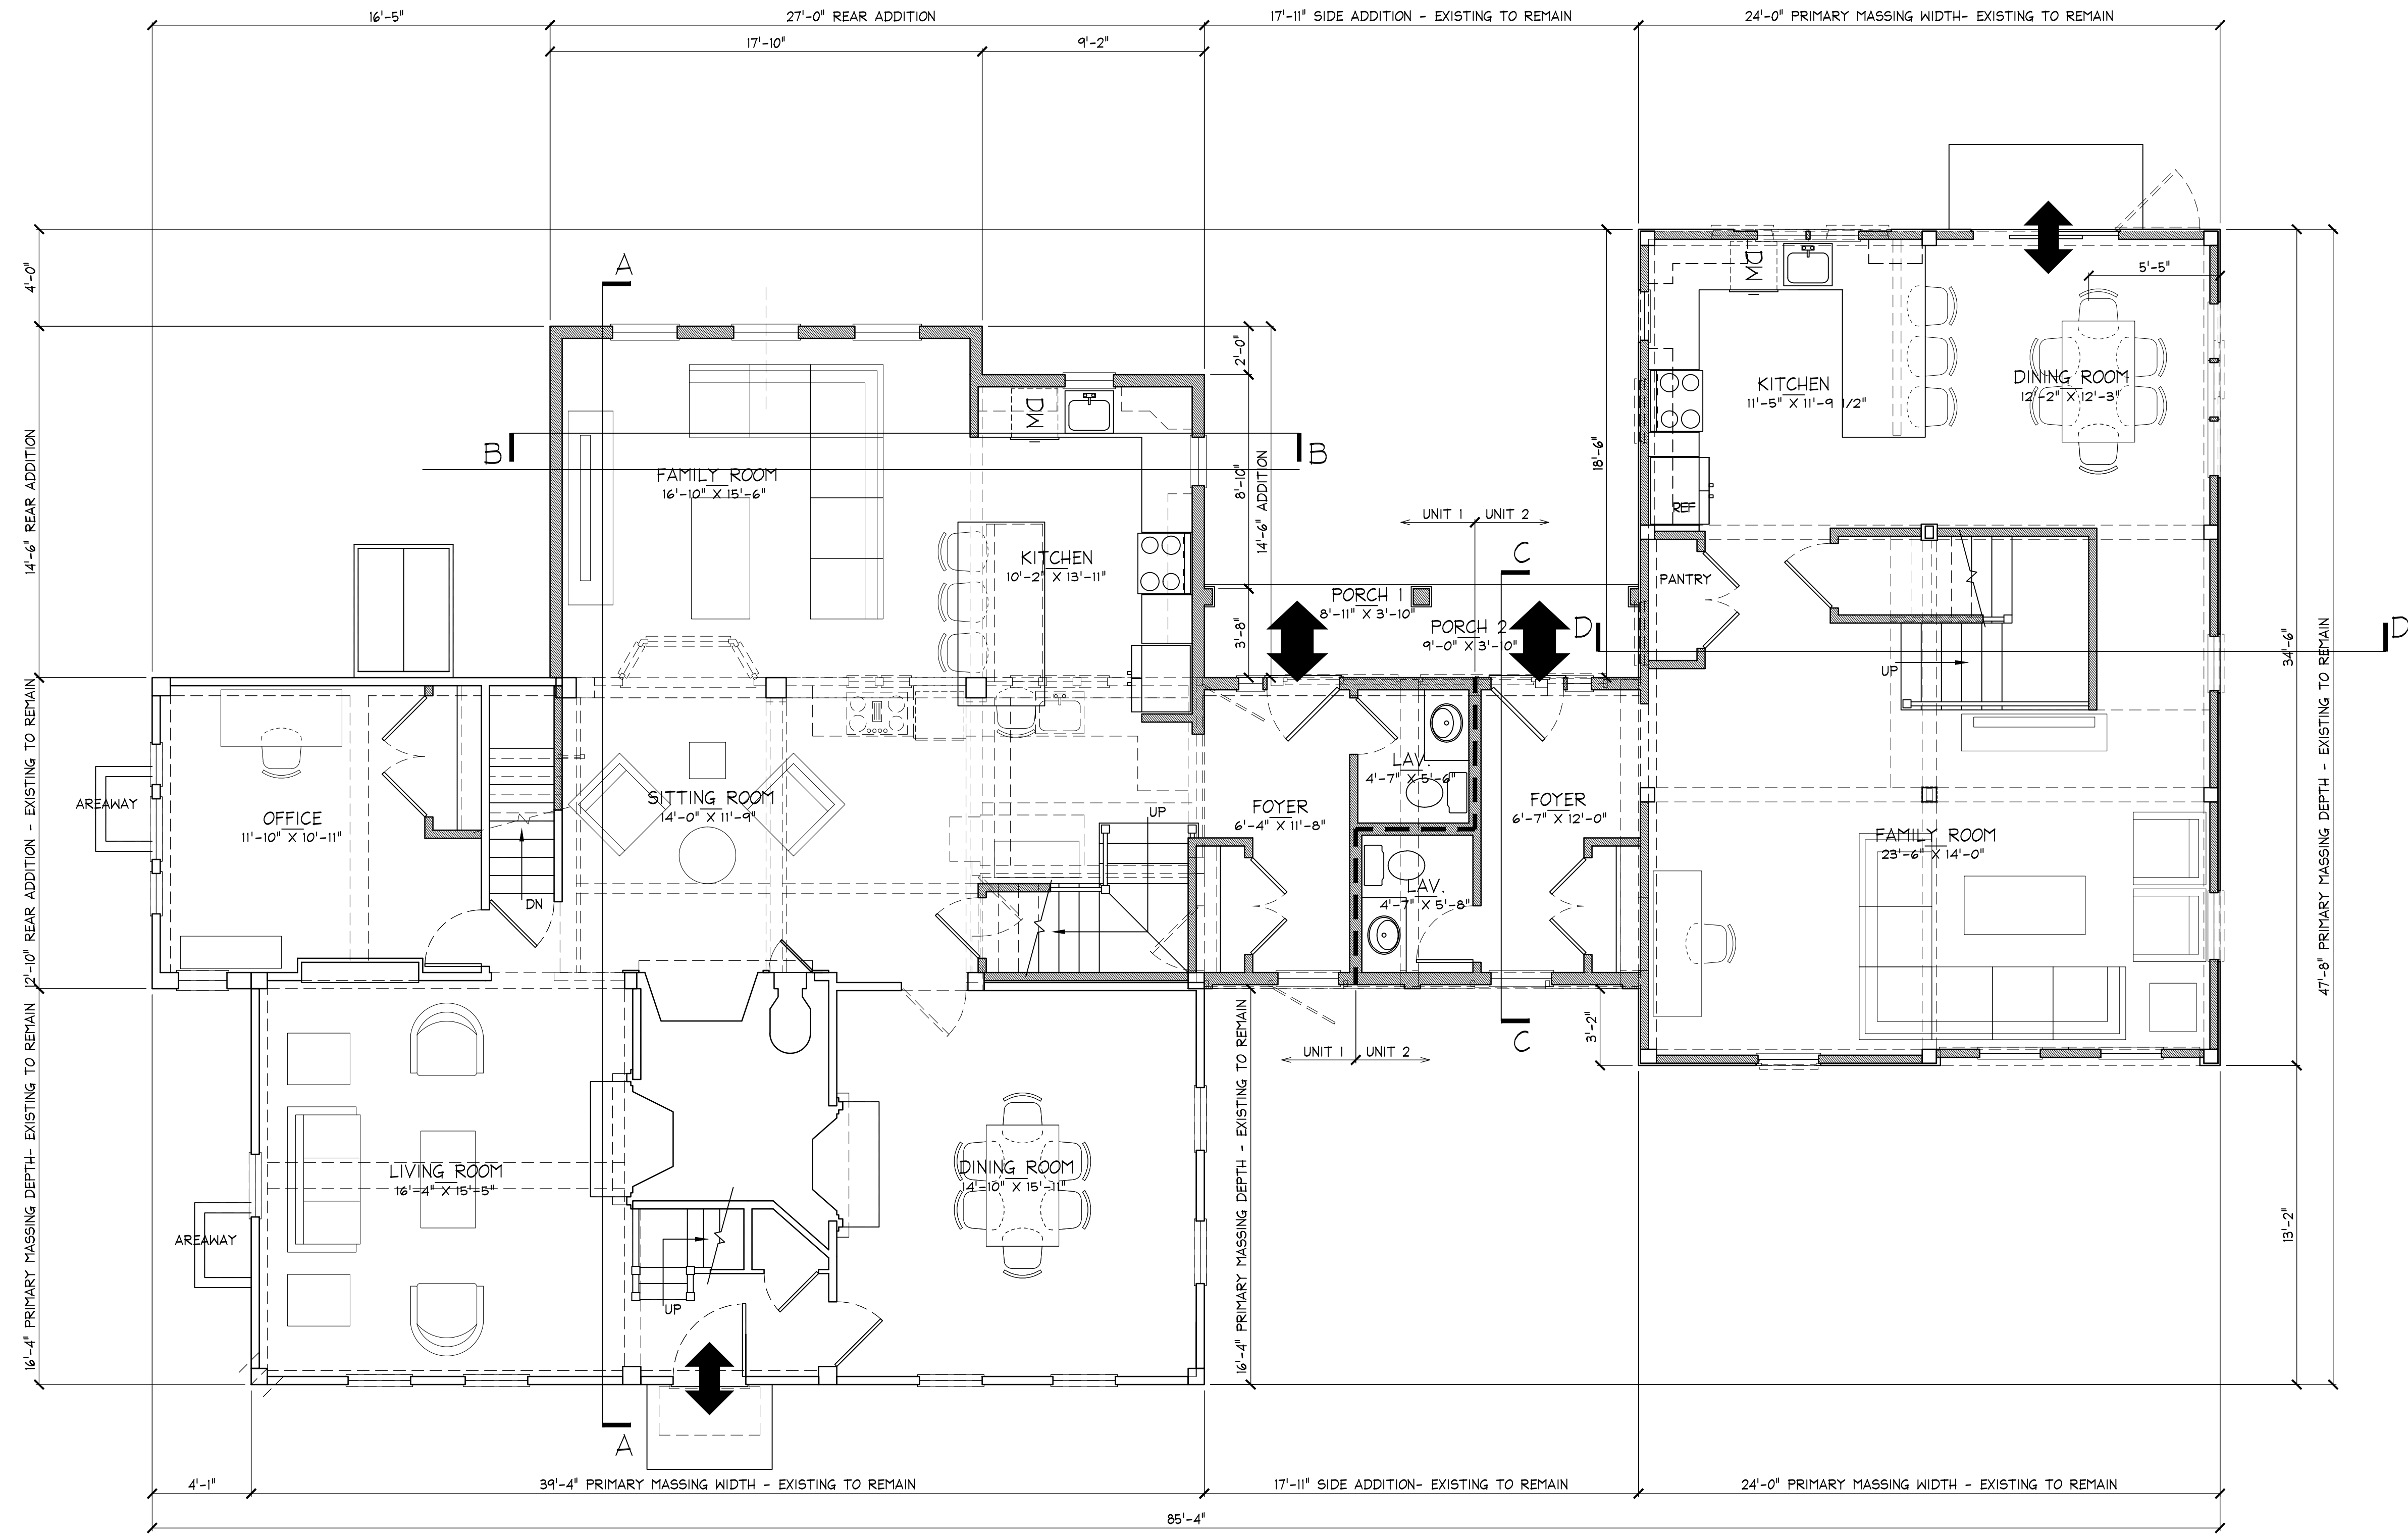 16'-5"
27'-0" REAR ADDITION
17'-11" SIDE ADDITION - EXISTING TO REMAIN
24'-0" PRIMARY MASSING WIDTH- EXISTING TO REMAIN
17'-10"
9'-2"
4'-0"
14'-6" REAR ADDITION
12'-10" REAR ADDITION - EXISTING TO REMAIN
16'-4" PRIMARY MASSING DEPTH- EXISTING TO REMAIN
A
B
B
FAMILY ROOM
16'-10" X 15'-6"
DW
KITCHEN
10'-2" X 13'-11"
2'-0"
8'-10"
14'-6" ADDITION
3'-8"
18'-6"
UNIT 1
UNIT 2
C
PORCH 1
8'-11" X 3'-10"
PORCH 2
9'-0" X 3'-10"
D
D
DW
KITCHEN
11'-5" X 11'-9 1/2"
REF
5'-5"
DINING ROOM
12'-2" X 12'-3"
PANTRY
UP
34'-6"
47'-8" PRIMARY MASSING DEPTH - EXISTING TO REMAIN
13'-2"
AREAWAY
OFFICE
11'-10" X 10'-11"
DN
SITTING ROOM
14'-0" X 11'-9"
UP
FOYER
6'-4" X 11'-8"
LAV.
4'-7" X 5'-6"
LAV.
4'-7" X 5'-8"
FOYER
6'-7" X 12'-0"
FAMILY ROOM
23'-6" X 14'-0"
3'-2"
C
UNIT 1
UNIT 2
16'-4" PRIMARY MASSING DEPTH - EXISTING TO REMAIN
AREAWAY
LIVING ROOM
16'-4" X 15'-5"
UP
DINING ROOM
14'-10" X 15'-11"
A
4'-1"
39'-4" PRIMARY MASSING WIDTH - EXISTING TO REMAIN
17'-11" SIDE ADDITION- EXISTING TO REMAIN
24'-0" PRIMARY MASSING WIDTH - EXISTING TO REMAIN
85'-4"